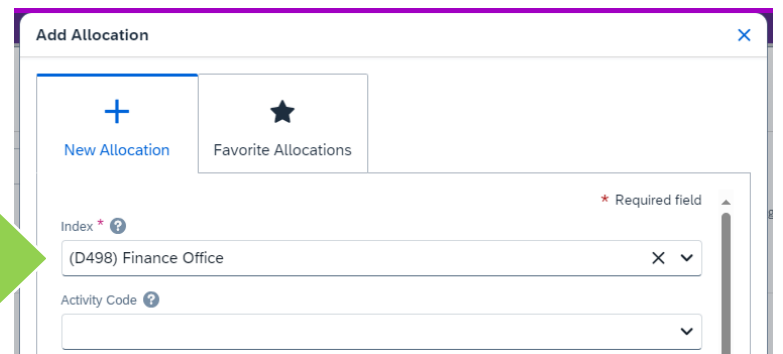 Add Allocation
New Allocation
Favorite Allocations
* Required field
Index *
(D498) Finance Office
Activity Code